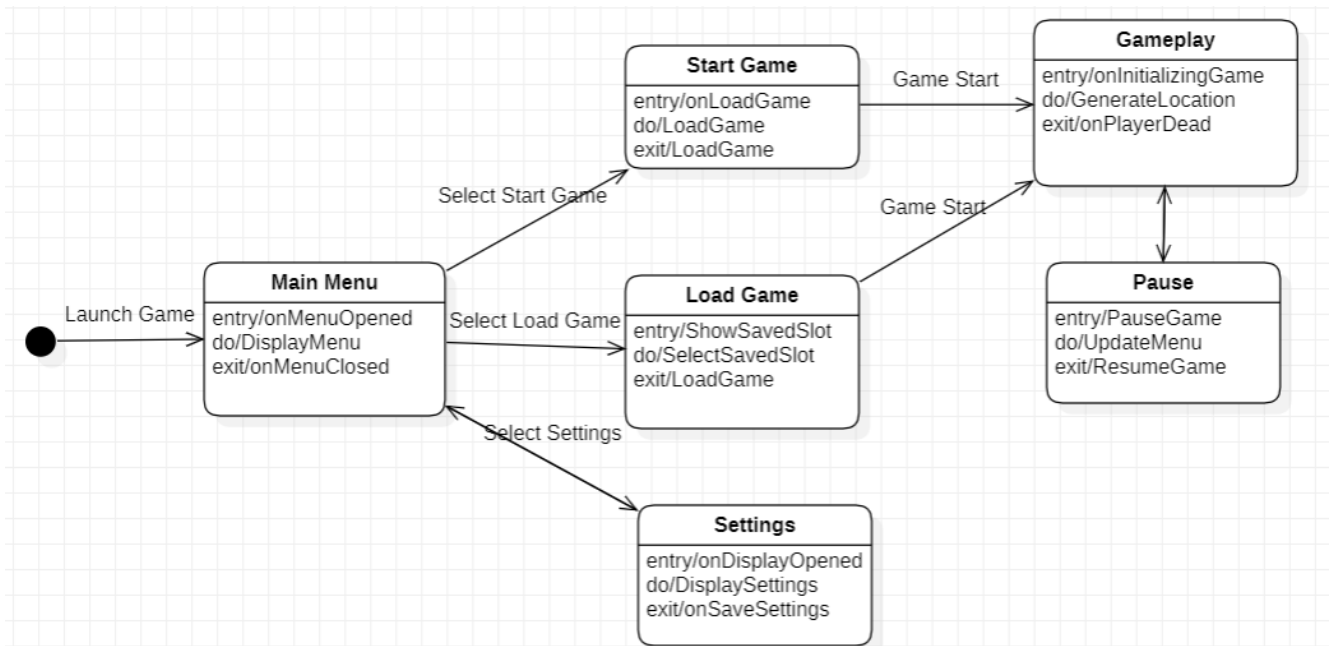 Launch Game
Main Menu
entry/onMenuOpened
do/DisplayMenu
exit/onMenuClosed
Select Start Game
Select Load Game
Select Settings
Start Game
entry/onLoadGame
do/LoadGame
exit/LoadGame
Load Game
entry/ShowSavedSlot
do/SelectSavedSlot
exit/LoadGame
Settings
entry/onDisplayOpened
do/DisplaySettings
exit/onSaveSettings
Game Start
Game Start
Gameplay
entry/onInitializingGame
do/GenerateLocation
exit/onPlayerDead
Pause
entry/PauseGame
do/UpdateMenu
exit/ResumeGame